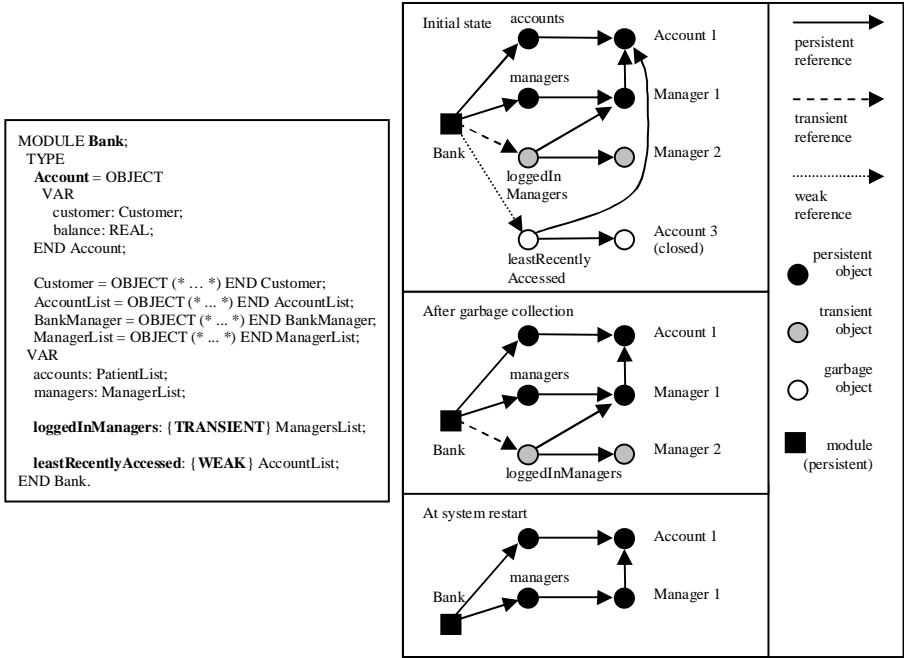 MODULE Bank;
TYPE
Account = OBJECT
VAR
customer: Customer;
balance: REAL;
END Account;
Customer = OBJECT (* … *) END Customer;
AccountList = OBJECT (* ... *) END AccountList;
BankManager = OBJECT (* ... *) END BankManager;
ManagerList = OBJECT (* ... *) END ManagerList;
VAR
accounts: PatientList;
managers: ManagerList;
loggedInManagers: {TRANSIENT} ManagersList;
leastRecentlyAccessed: {WEAK} AccountList;
END Bank.
Initial state
accounts
Account 1
managers
Manager 1
Bank
Manager 2
loggedIn
Managers
Account 3
(closed)
leastRecently
Accessed
After garbage collection
Account 1
managers
Manager 1
Bank
Manager 2
loggedInManagers
At system restart
Account 1
managers
Bank
Manager 1
persistent
reference
transient
reference
weak
reference
persistent
object
transient
object
garbage
object
module
(persistent)